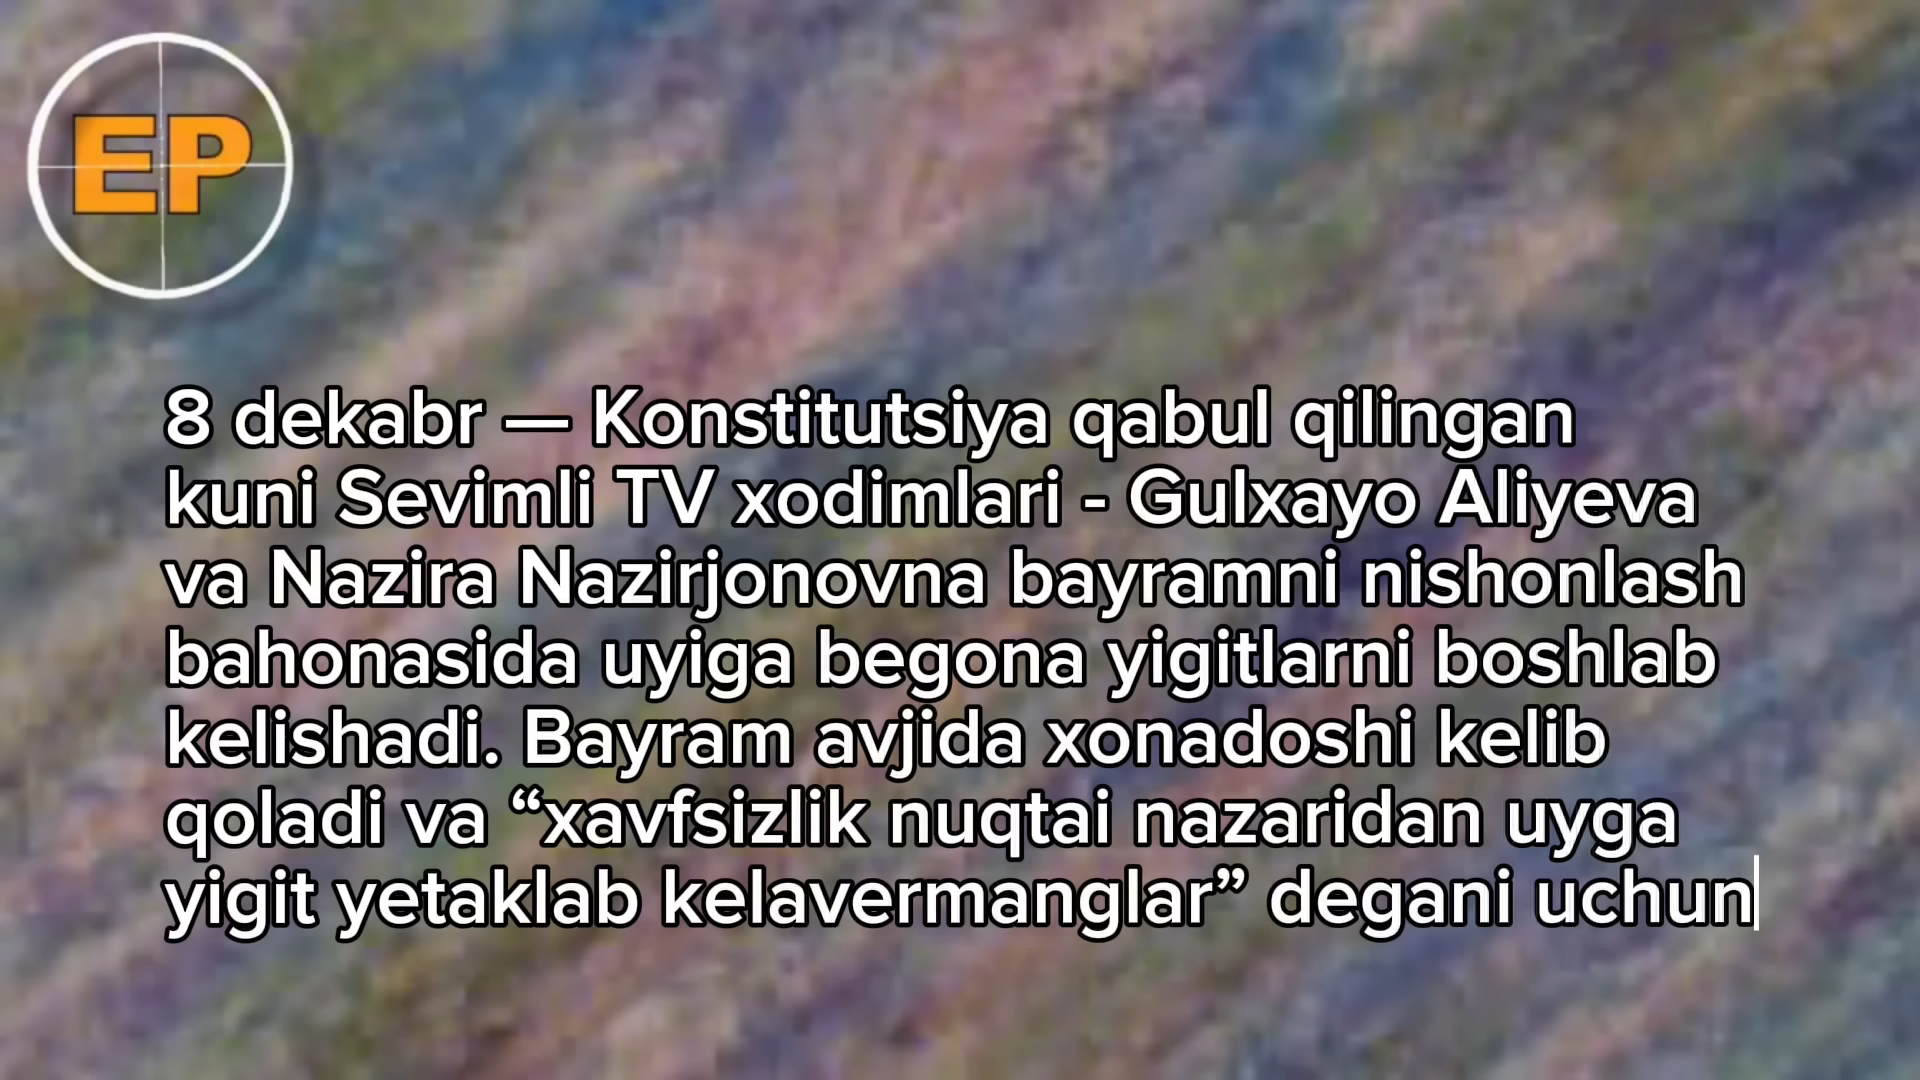 EP
8 dekabr — Konstitutsiya qabul qilingan
kuni Sevimli TV xodimlari - Gulxayo Aliyeva
va Nazira Nazirjonovna bayramni nishonlash
bahonasida uyiga begona yigitlarni boshlab
kelishadi. Bayram avjida xonadoshi kelib
qoladi va “xavfsizlik nuqtai nazaridan uyga
yigit yetaklab kelavermanglar” degani uchun